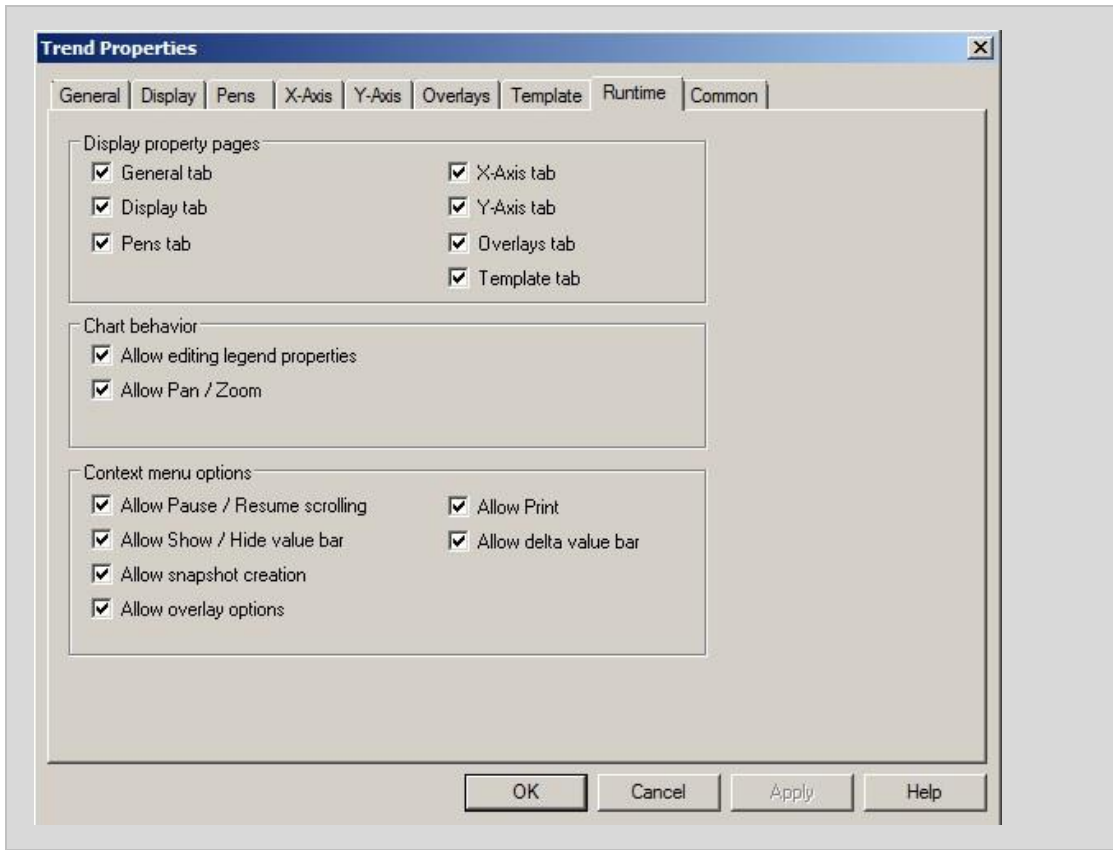 Trend Properties
General Display Pens X-Axis Y-Axis Overlays Template Runtime Common
Display property pages
General tab X-Axis tab
Display tab Y-Axis tab
Pens tab Overlays tab
Template tab
Chart behavior
Allow editing legend properties
Allow Pan / Zoom
Context menu options
Allow Pause / Resume scrolling Allow Print
Allow Show / Hide value bar Allow delta value bar
Allow snapshot creation
Allow overlay options
OK Cancel Apply Help